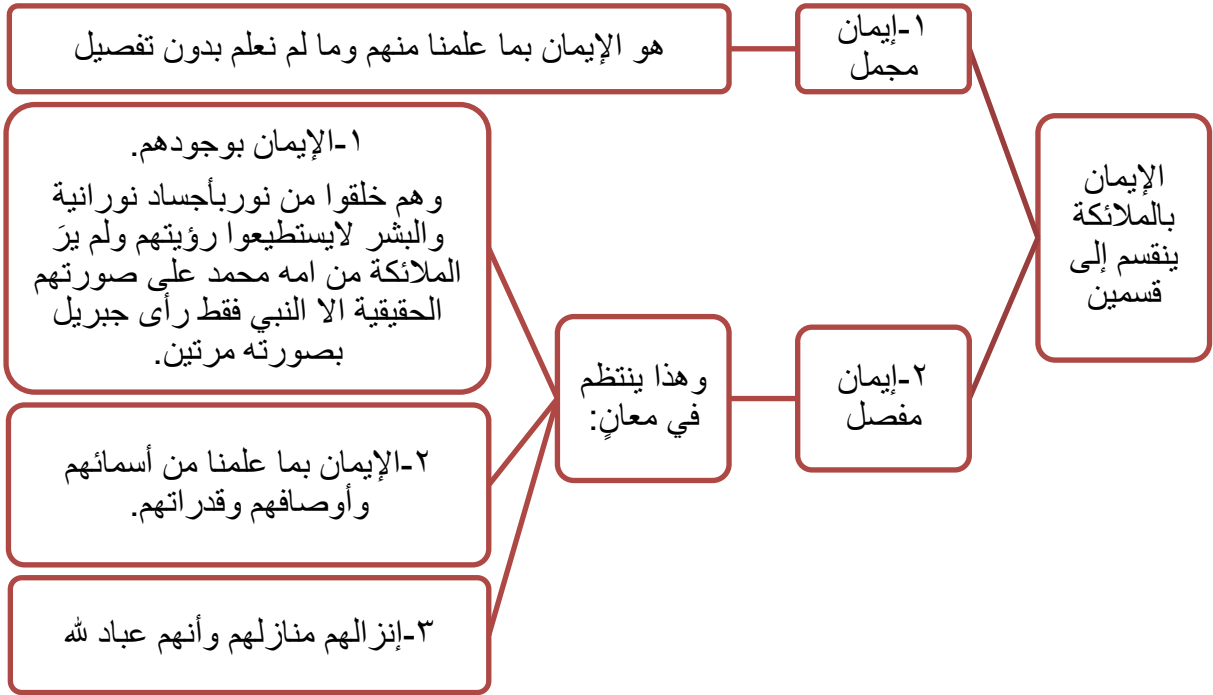 الإيمان
بالملائكة
ينقسم إلى
قسمين
١-إيمان
مجمل
هو الإيمان بما علمنا منهم وما لم نعلم بدون تفصيل
٢-إيمان
مفصل
وهذا ينتظم
في معانٍ:
١-الإيمان بوجودهم.
وهم خلقوا من نوربأجساد نورانية
والبشر لايستطيعوا رؤيتهم ولم يرَ
الملائكة من امه محمد على صورتهم
الحقيقية الا النبي فقط رأى جبريل
بصورته مرتين.
٢-الإيمان بما علمنا من أسمائهم
وأوصافهم وقدراتهم.
٣-إنزالهم منازلهم وأنهم عباد لله